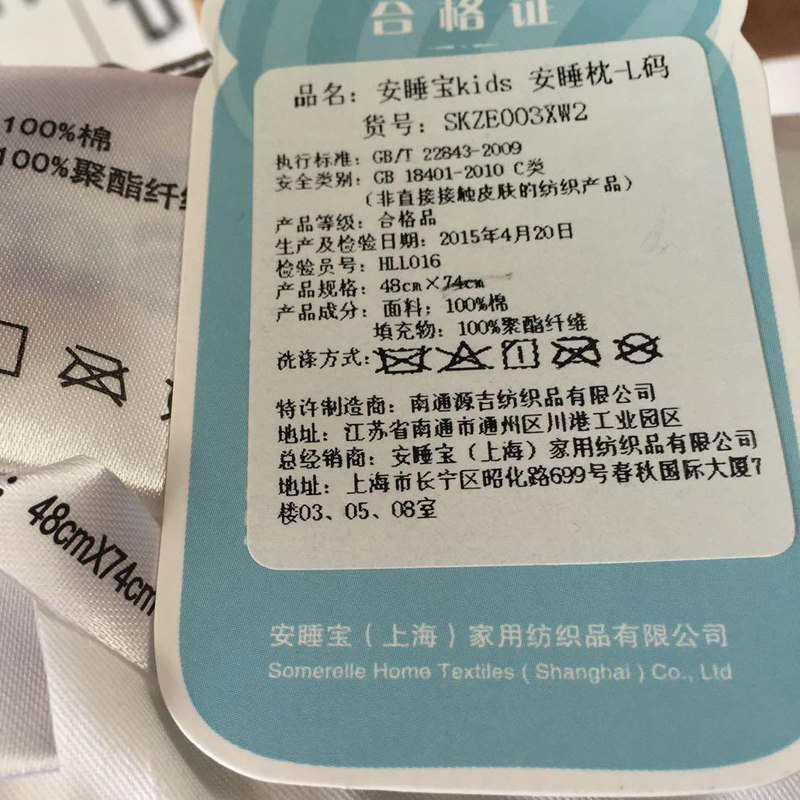 合格证
品名：安睡宝kids 安睡枕-L码
货号：SKZE003XW2
执行标准：GB/T 22843-2009
安全类别：GB 18401-2010 C类
（非直接接触皮肤的纺织产品）
产品等级：合格品
生产及检验日期：2015年4月20日
检验员号：HLL016
产品规格：48cm×74cm
产品成分：面料：100%棉
填充物：100%聚酯纤维
洗涤方式：
特许制造商：南通源吉纺织品有限公司
地址：江苏省南通市通州区川港工业园区
总经销商：安睡宝（上海）家用纺织品有限公司
地址：上海市长宁区昭化路699号春秋国际大厦7
楼03、05、08室
安睡宝（上海）家用纺织品有限公司
Somerelle Home Textiles ( Shanghai ) Co., Ltd
100%棉
100%聚酯纤
48cmX74cm